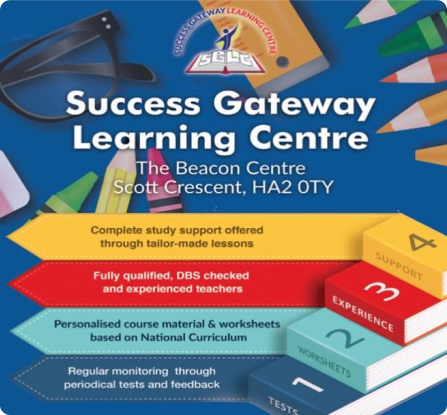 SUCCESS GATEWAY LEARNING CENTRE
SGLC
Success Gateway
Learning Centre
The Beacon Centre
Scott Crescent, HA2 0TY
Complete study support offered
through tailor-made lessons
4
SUPPORT
Fully qualified, DBS checked
and experienced teachers
3
EXPERIENCE
Personalised course material & worksheets
based on National Curriculum
2
WORKSHEETS
Regular monitoring through
periodical tests and feedback
1
TESTS